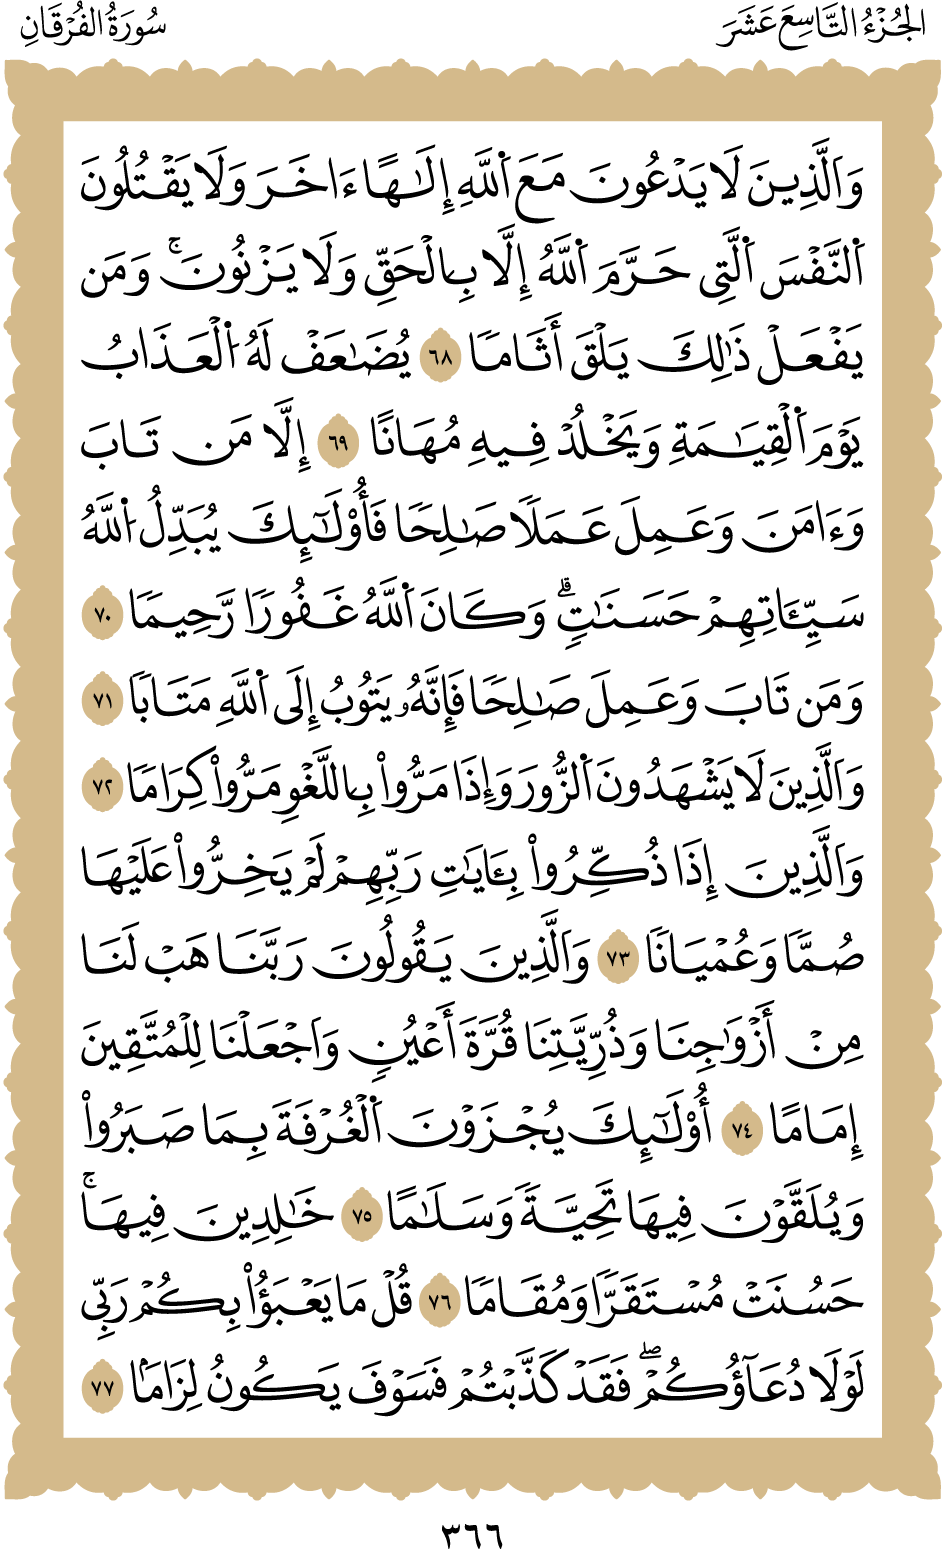 الجُزْءُ التَّاسِعَ عَشَرَ
سُورَةُ الفُرْقَانِ
وَٱلَّذِينَ لَا يَدْعُونَ مَعَ ٱللَّهِ إِلَٰهًا ءَاخَرَ وَلَا يَقْتُلُونَ
ٱلنَّفْسَ ٱلَّتِي حَرَّمَ ٱللَّهُ إِلَّا بِٱلْحَقِّ وَلَا يَزْنُونَۚ وَمَن
يَفْعَلْ ذَٰلِكَ يَلْقَ أَثَامٗا ٦٨ يُضَٰعَفْ لَهُ ٱلْعَذَابُ
يَوْمَ ٱلْقِيَٰمَةِ وَيَخْلُدْ فِيهِ مُهَانًا ٦٩ إِلَّا مَن تَابَ
وَءَامَنَ وَعَمِلَ عَمَلٗا صَٰلِحٗا فَأُوْلَٰٓئِكَ يُبَدِّلُ ٱللَّهُ
سَيِّـَٔاتِهِمْ حَسَنَٰتٍۗ وَكَانَ ٱللَّهُ غَفُورٗا رَّحِيمٗا ٧٠
وَمَن تَابَ وَعَمِلَ صَٰلِحٗا فَإِنَّهُۥ يَتُوبُ إِلَى ٱللَّهِ مَتَابٗا ٧١
وَٱلَّذِينَ لَا يَشْهَدُونَ ٱلزُّورَ وَإِذَا مَرُّواْ بِٱللَّغْوِ مَرُّواْ كِرَامٗا ٧٢
وَٱلَّذِينَ إِذَا ذُكِّرُواْ بِـَٔايَٰتِ رَبِّهِمْ لَمْ يَخِرُّواْ عَلَيْهَا
صُمّٗا وَعُمْيَانٗا ٧٣ وَٱلَّذِينَ يَقُولُونَ رَبَّنَا هَبْ لَنَا
مِنْ أَزْوَٰجِنَا وَذُرِّيَّتِنَا قُرَّةَ أَعْيُنٍ وَٱجْعَلْنَا لِلْمُتَّقِينَ
إِمَامًا ٧٤ أُوْلَٰٓئِكَ يُجْزَوْنَ ٱلْغُرْفَةَ بِمَا صَبَرُواْ
وَيُلَقَّوْنَ فِيهَا تَحِيَّةٗ وَسَلَٰمًا ٧٥ خَٰلِدِينَ فِيهَاۚ
حَسُنَتْ مُسْتَقَرّٗا وَمُقَامٗا ٧٦ قُلْ مَا يَعْبَؤُاْ بِكُمْ رَبِّي
لَوْلَا دُعَآؤُكُمْۖ فَقَدْ كَذَّبْتُمْ فَسَوْفَ يَكُونُ لِزَامَۢا ٧٧
٣٦٦